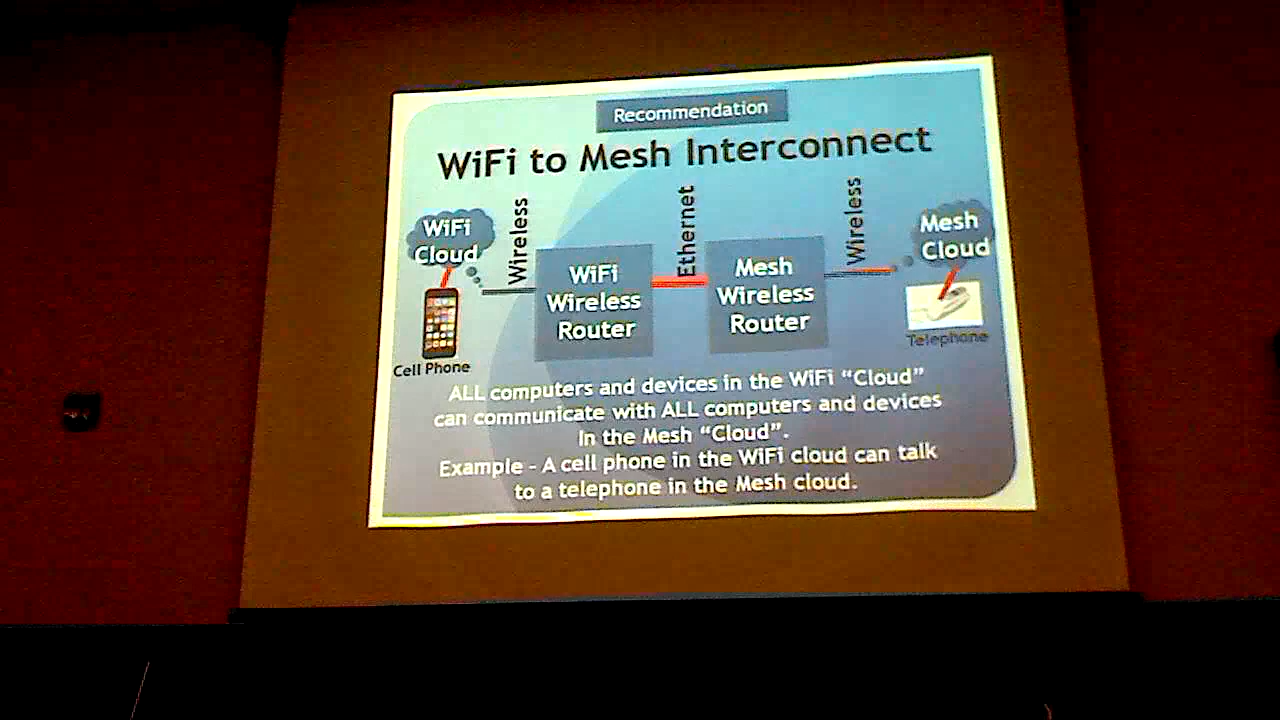 Recommendation
WiFi to Mesh Interconnect
WiFi
Cloud
Wireless
WiFi
Wireless
Router
Ethernet
Mesh
Wireless
Router
Wireless
Mesh
Cloud
Cell Phone
Telephone
ALL computers and devices in the WiFi “Cloud”
can communicate with ALL computers and devices
in the Mesh “Cloud”.
Example - A cell phone in the WiFi cloud can talk
to a telephone in the Mesh cloud.